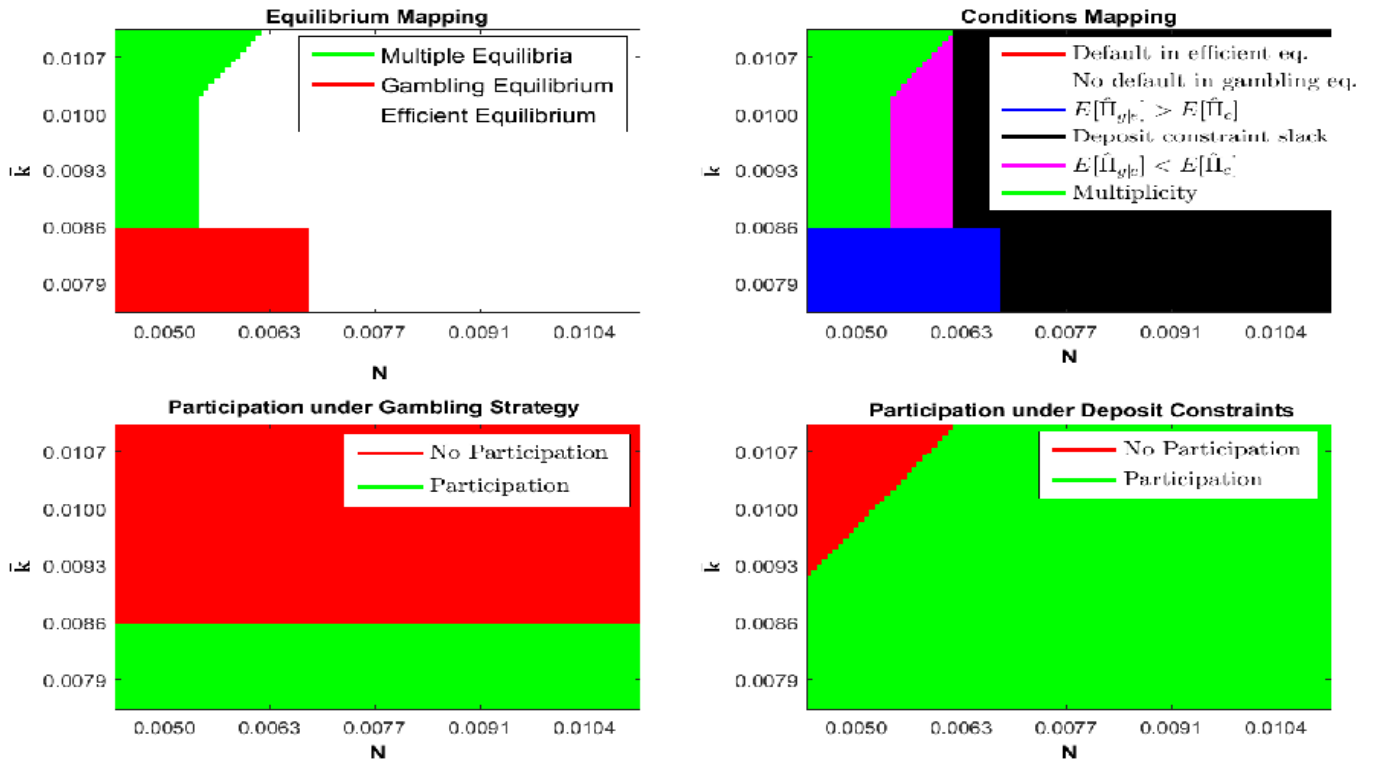 Equilibrium Mapping
0.0107
0.0100
0.0093
0.0086
0.0079
k̄
Multiple Equilibria
Gambling Equilibrium
Efficient Equilibrium
0.0050 0.0063 0.0077 0.0091 0.0104
N
Conditions Mapping
0.0107
0.0100
0.0093
0.0086
0.0079
k̄
Default in efficient eq.
No default in gambling eq.
E[Π̂g|e] > E[Π̂e]
Deposit constraint slack
E[Π̂g|e] < E[Π̂e]
Multiplicity
0.0050 0.0063 0.0077 0.0091 0.0104
N
Participation under Gambling Strategy
0.0107
0.0100
0.0093
0.0086
0.0079
k̄
No Participation
Participation
0.0050 0.0063 0.0077 0.0091 0.0104
N
Participation under Deposit Constraints
0.0107
0.0100
0.0093
0.0086
0.0079
k̄
No Participation
Participation
0.0050 0.0063 0.0077 0.0091 0.0104
N